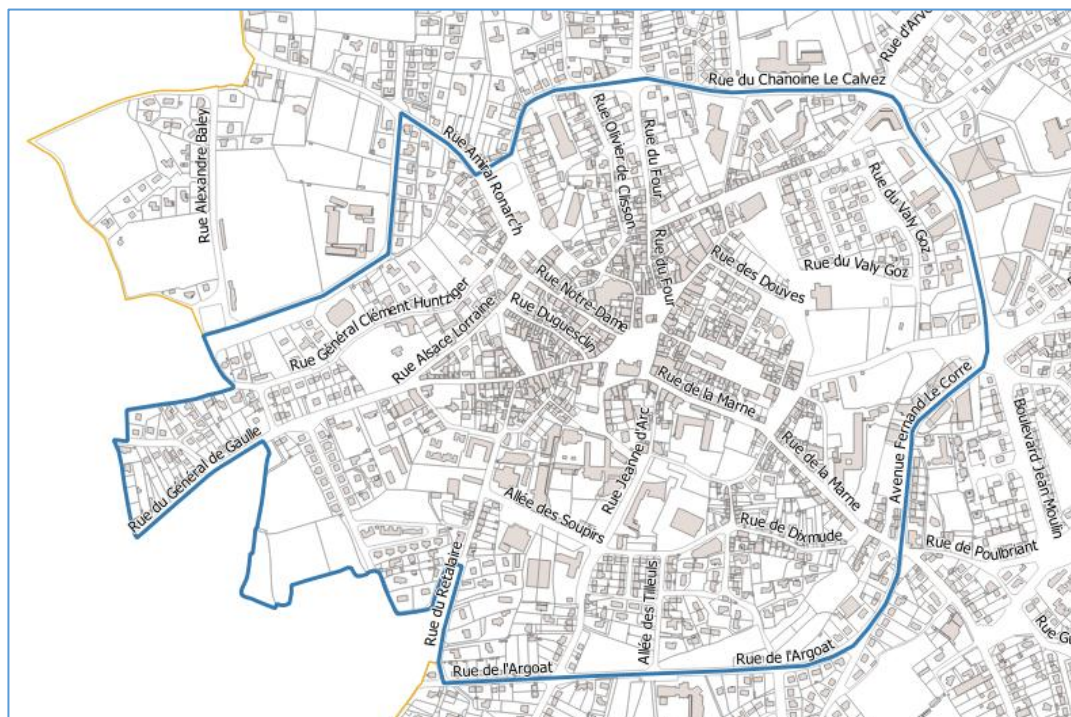 Rue d'Arv
Rue du Chanoine Le Calvez
Rue Alexandre Baley
Rue Amiral Ronarc'h
Rue Olivier de Clisson
Rue du Four
Rue du Valy Goz
Rue du Valy Goz
Rue des Douves
Rue du Four
Rue Notre-Dame
Rue Duguesclin
Rue Général Clément Huntziger
Rue Alsace Lorraine
Rue de la Marne
Avenue Fernand Le Corre
Boulevard Jean Moulin
Rue du Général de Gaulle
Rue Jeanne d'Arc
Rue de la Marne
Allée des Soupirs
Rue de Dixmude
Rue de Poulbriant
Rue du Rétalaire
Allée des Tilleuls
Rue Gu
Rue de l'Argoat
Rue de l'Argoat